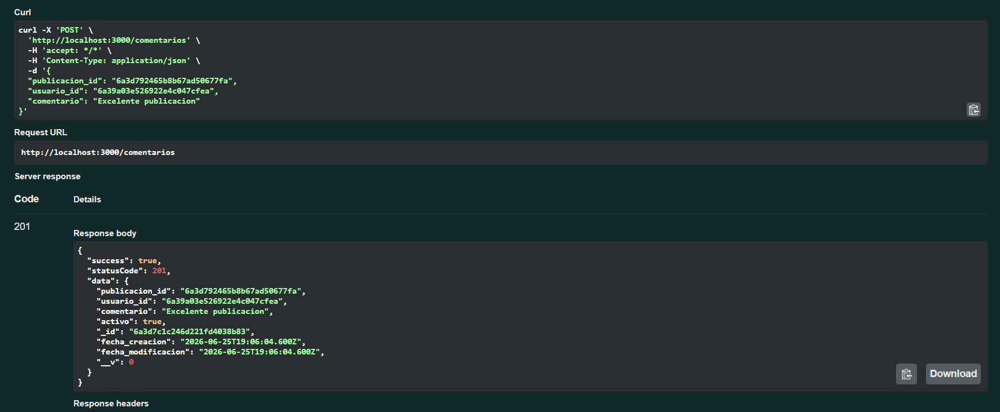 Curl
curl -X 'POST' \
  'http://localhost:3000/comentarios' \
  -H 'accept: */*' \
  -H 'Content-Type: application/json' \
  -d '{
  "publicacion_id": "6a3d792465b8b67ad50677fa",
  "usuario_id": "6a39a03e526922e4c047cfea",
  "comentario": "Excelente publicacion"
}'
Request URL
http://localhost:3000/comentarios
Server response
Code Details
201
Response body
{
  "success": true,
  "statusCode": 201,
  "data": {
    "publicacion_id": "6a3d792465b8b67ad50677fa",
    "usuario_id": "6a39a03e526922e4c047cfea",
    "comentario": "Excelente publicacion",
    "activo": true,
    "_id": "6a3d7c1c246d221fd4038b83",
    "fecha_creacion": "2026-06-25T19:06:04.600Z",
    "fecha_modificacion": "2026-06-25T19:06:04.600Z",
    "__v": 0
  }
}
Download
Response headers